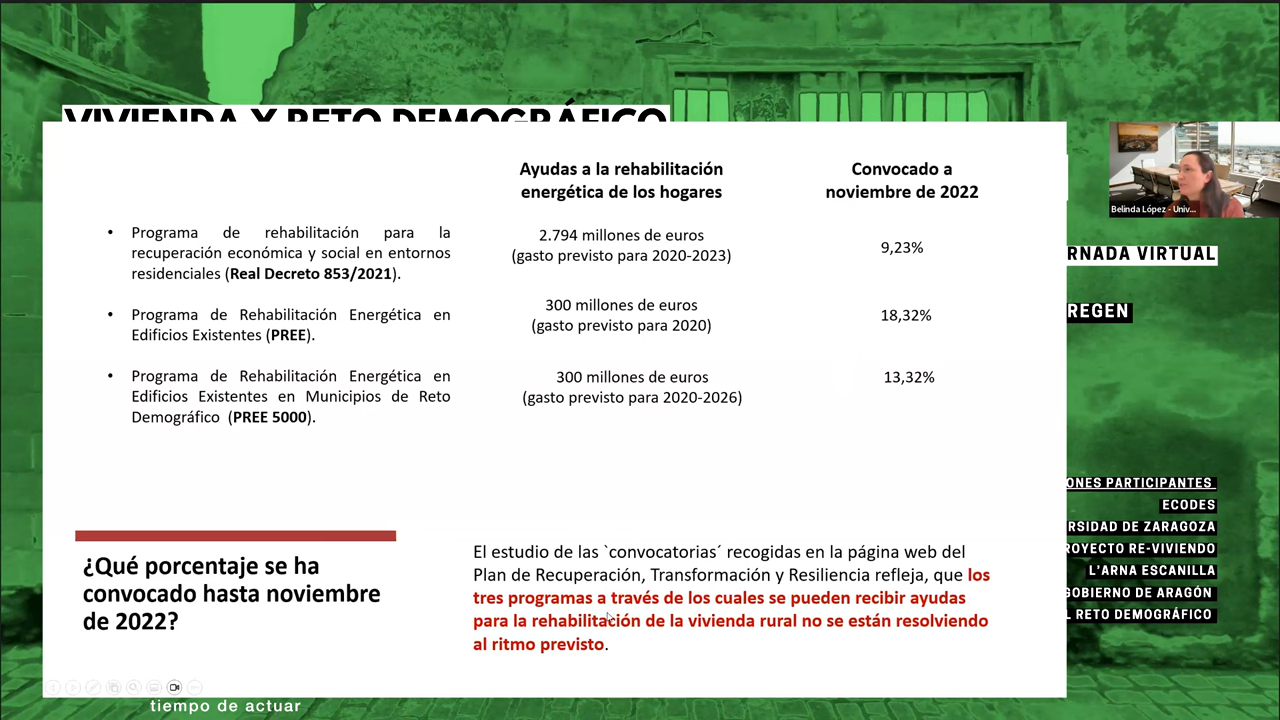 VIVIENDA Y RETO DEMOGRÁFICO
Ayudas a la rehabilitación
energética de los hogares
Convocado a
noviembre de 2022
• Programa de rehabilitación para la
recuperación económica y social en entornos
residenciales (Real Decreto 853/2021).
2.794 millones de euros
(gasto previsto para 2020-2023)
9,23%
• Programa de Rehabilitación Energética en
Edificios Existentes (PREE).
300 millones de euros
(gasto previsto para 2020)
18,32%
• Programa de Rehabilitación Energética en
Edificios Existentes en Municipios de Reto
Demográfico (PREE 5000).
300 millones de euros
(gasto previsto para 2020-2026)
13,32%
¿Qué porcentaje se ha
convocado hasta noviembre
de 2022?
El estudio de las `convocatorias´ recogidas en la página web del
Plan de Recuperación, Transformación y Resiliencia refleja, que los
tres programas a través de los cuales se pueden recibir ayudas
para la rehabilitación de la vivienda rural no se están resolviendo
al ritmo previsto.
Belinda López - Univ...
RNADA VIRTUAL
REGEN
ONES PARTICIPANTES
ECODES
RSIDAD DE ZARAGOZA
ROYECTO RE-VIVIENDO
L'ARNA ESCANILLA
GOBIERNO DE ARAGÓN
L RETO DEMOGRÁFICO
tiempo de actuar